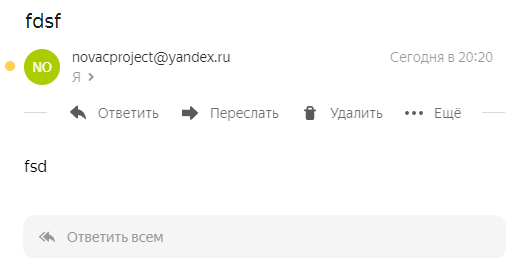 fdsf
NO
novacproject@yandex.ru
Сегодня в 20:20
Я
Ответить
Переслать
Удалить
Ещё
fsd
Ответить всем